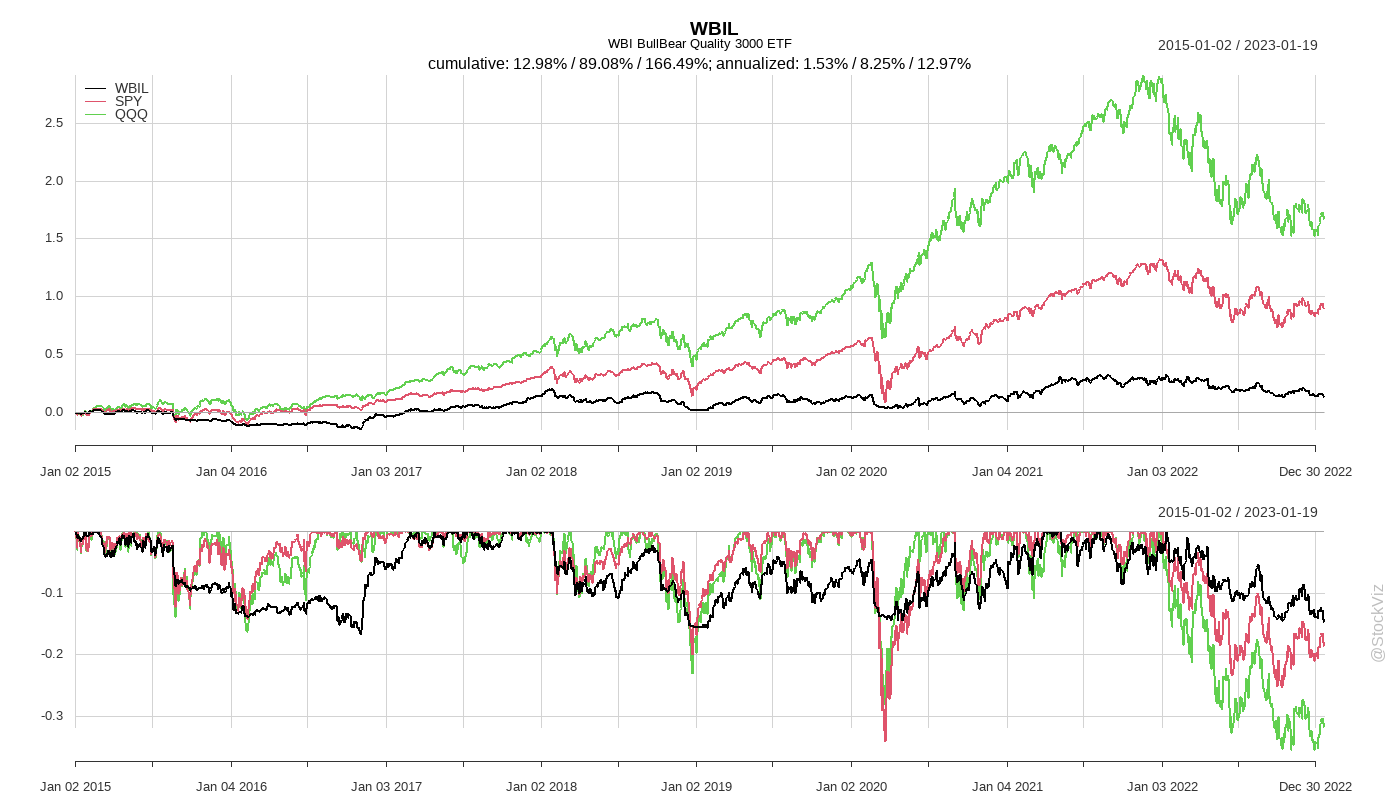 WBIL
WBI BullBear Quality 3000 ETF
2015-01-02 / 2023-01-19
cumulative: 12.98% / 89.08% / 166.49%; annualized: 1.53% / 8.25% / 12.97%
WBIL
SPY
QQQ
2.5
2.0
1.5
1.0
0.5
0.0
Jan 02 2015 Jan 04 2016 Jan 03 2017 Jan 02 2018 Jan 02 2019 Jan 02 2020 Jan 04 2021 Jan 03 2022 Dec 30 2022
2015-01-02 / 2023-01-19
-0.1
-0.2
-0.3
Jan 02 2015 Jan 04 2016 Jan 03 2017 Jan 02 2018 Jan 02 2019 Jan 02 2020 Jan 04 2021 Jan 03 2022 Dec 30 2022
@StockViz